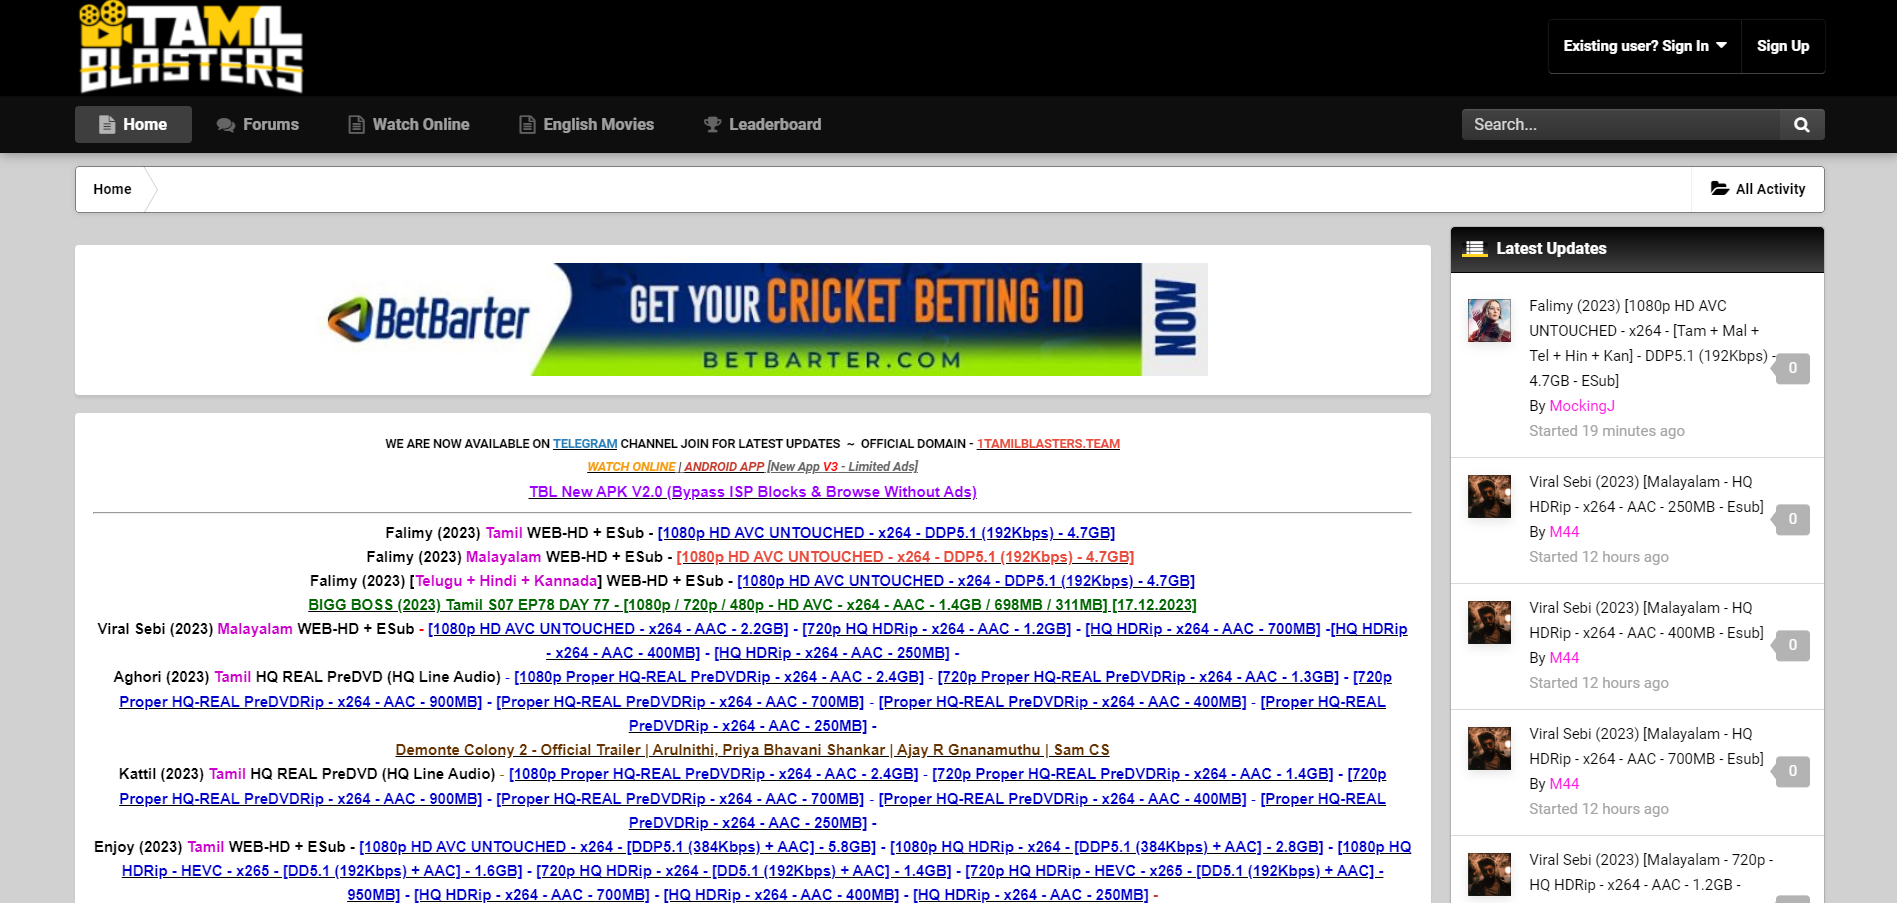 TAMIL
BLASTERS
Existing user? Sign In
Sign Up
Home
Forums
Watch Online
English Movies
Leaderboard
Search...
Home
All Activity
BetBarter
GET YOUR CRICKET BETTING ID
BETBARTER.COM
NOW
WE ARE NOW AVAILABLE ON TELEGRAM CHANNEL JOIN FOR LATEST UPDATES ~ OFFICIAL DOMAIN - 1TAMILBLASTERS.TEAM
WATCH ONLINE | ANDROID APP [New App V3 - Limited Ads]
TBL New APK V2.0 (Bypass ISP Blocks & Browse Without Ads)
Falimy (2023) Tamil WEB-HD + ESub - [1080p HD AVC UNTOUCHED - x264 - DDP5.1 (192Kbps) - 4.7GB]
Falimy (2023) Malayalam WEB-HD + ESub - [1080p HD AVC UNTOUCHED - x264 - DDP5.1 (192Kbps) - 4.7GB]
Falimy (2023) [Telugu + Hindi + Kannada] WEB-HD + ESub - [1080p HD AVC UNTOUCHED - x264 - DDP5.1 (192Kbps) - 4.7GB]
BIGG BOSS (2023) Tamil S07 EP78 DAY 77 - [1080p / 720p / 480p - HD AVC - x264 - AAC - 1.4GB / 698MB / 311MB] [17.12.2023]
Viral Sebi (2023) Malayalam WEB-HD + ESub - [1080p HD AVC UNTOUCHED - x264 - AAC - 2.2GB] - [720p HQ HDRip - x264 - AAC - 1.2GB] - [HQ HDRip - x264 - AAC - 700MB] -[HQ HDRip
- x264 - AAC - 400MB] - [HQ HDRip - x264 - AAC - 250MB] -
Aghori (2023) Tamil HQ REAL PreDVD (HQ Line Audio) - [1080p Proper HQ-REAL PreDVDRip - x264 - AAC - 2.4GB] - [720p Proper HQ-REAL PreDVDRip - x264 - AAC - 1.3GB] - [720p
Proper HQ-REAL PreDVDRip - x264 - AAC - 900MB] - [Proper HQ-REAL PreDVDRip - x264 - AAC - 700MB] - [Proper HQ-REAL PreDVDRip - x264 - AAC - 400MB] - [Proper HQ-REAL
PreDVDRip - x264 - AAC - 250MB] -
Demonte Colony 2 - Official Trailer | Arulnithi, Priya Bhavani Shankar | Ajay R Gnanamuthu | Sam CS
Kattil (2023) Tamil HQ REAL PreDVD (HQ Line Audio) - [1080p Proper HQ-REAL PreDVDRip - x264 - AAC - 2.4GB] - [720p Proper HQ-REAL PreDVDRip - x264 - AAC - 1.4GB] - [720p
Proper HQ-REAL PreDVDRip - x264 - AAC - 900MB] - [Proper HQ-REAL PreDVDRip - x264 - AAC - 700MB] - [Proper HQ-REAL PreDVDRip - x264 - AAC - 400MB] - [Proper HQ-REAL
PreDVDRip - x264 - AAC - 250MB] -
Enjoy (2023) Tamil WEB-HD + ESub - [1080p HD AVC UNTOUCHED - x264 - [DDP5.1 (384Kbps) + AAC] - 5.8GB] - [1080p HQ HDRip - x264 - [DDP5.1 (384Kbps) + AAC] - 2.8GB] - [1080p HQ
HDRip - HEVC - x265 - [DD5.1 (192Kbps) + AAC] - 1.6GB] - [720p HQ HDRip - x264 - [DD5.1 (192Kbps) + AAC] - 1.4GB] - [720p HQ HDRip - HEVC - x265 - [DD5.1 (192Kbps) + AAC] -
950MB] - [HQ HDRip - x264 - AAC - 700MB] - [HQ HDRip - x264 - AAC - 400MB] - [HQ HDRip - x264 - AAC - 250MB] -
Latest Updates
Falimy (2023) [1080p HD AVC
UNTOUCHED - x264 - [Tam + Mal +
Tel + Hin + Kan] - DDP5.1 (192Kbps) -
4.7GB - ESub]
0
By MockingJ
Started 19 minutes ago
Viral Sebi (2023) [Malayalam - HQ
HDRip - x264 - AAC - 250MB - Esub]
0
By M44
Started 12 hours ago
Viral Sebi (2023) [Malayalam - HQ
HDRip - x264 - AAC - 400MB - Esub]
0
By M44
Started 12 hours ago
Viral Sebi (2023) [Malayalam - HQ
HDRip - x264 - AAC - 700MB - Esub]
0
By M44
Started 12 hours ago
Viral Sebi (2023) [Malayalam - 720p -
HQ HDRip - x264 - AAC - 1.2GB -